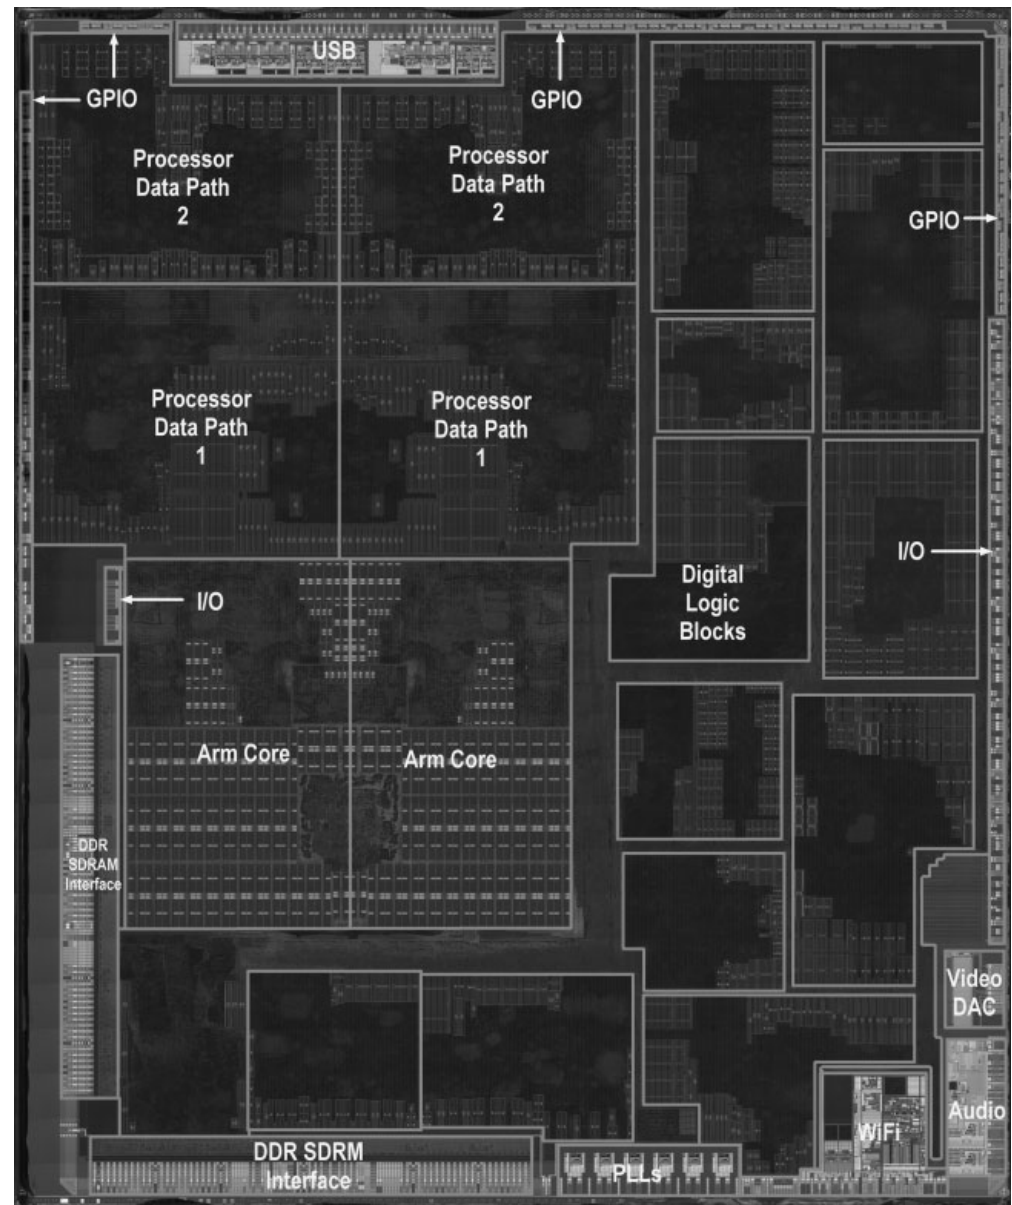 USB
GPIO
GPIO
Processor
Data Path
2
Processor
Data Path
2
GPIO
Processor
Data Path
1
Processor
Data Path
1
I/O
Digital
Logic
Blocks
I/O
Arm Core
Arm Core
DDR
SDRAM
Interface
Video
DAC
Audio
WiFi
DDR SDRM
Interface
PLLs